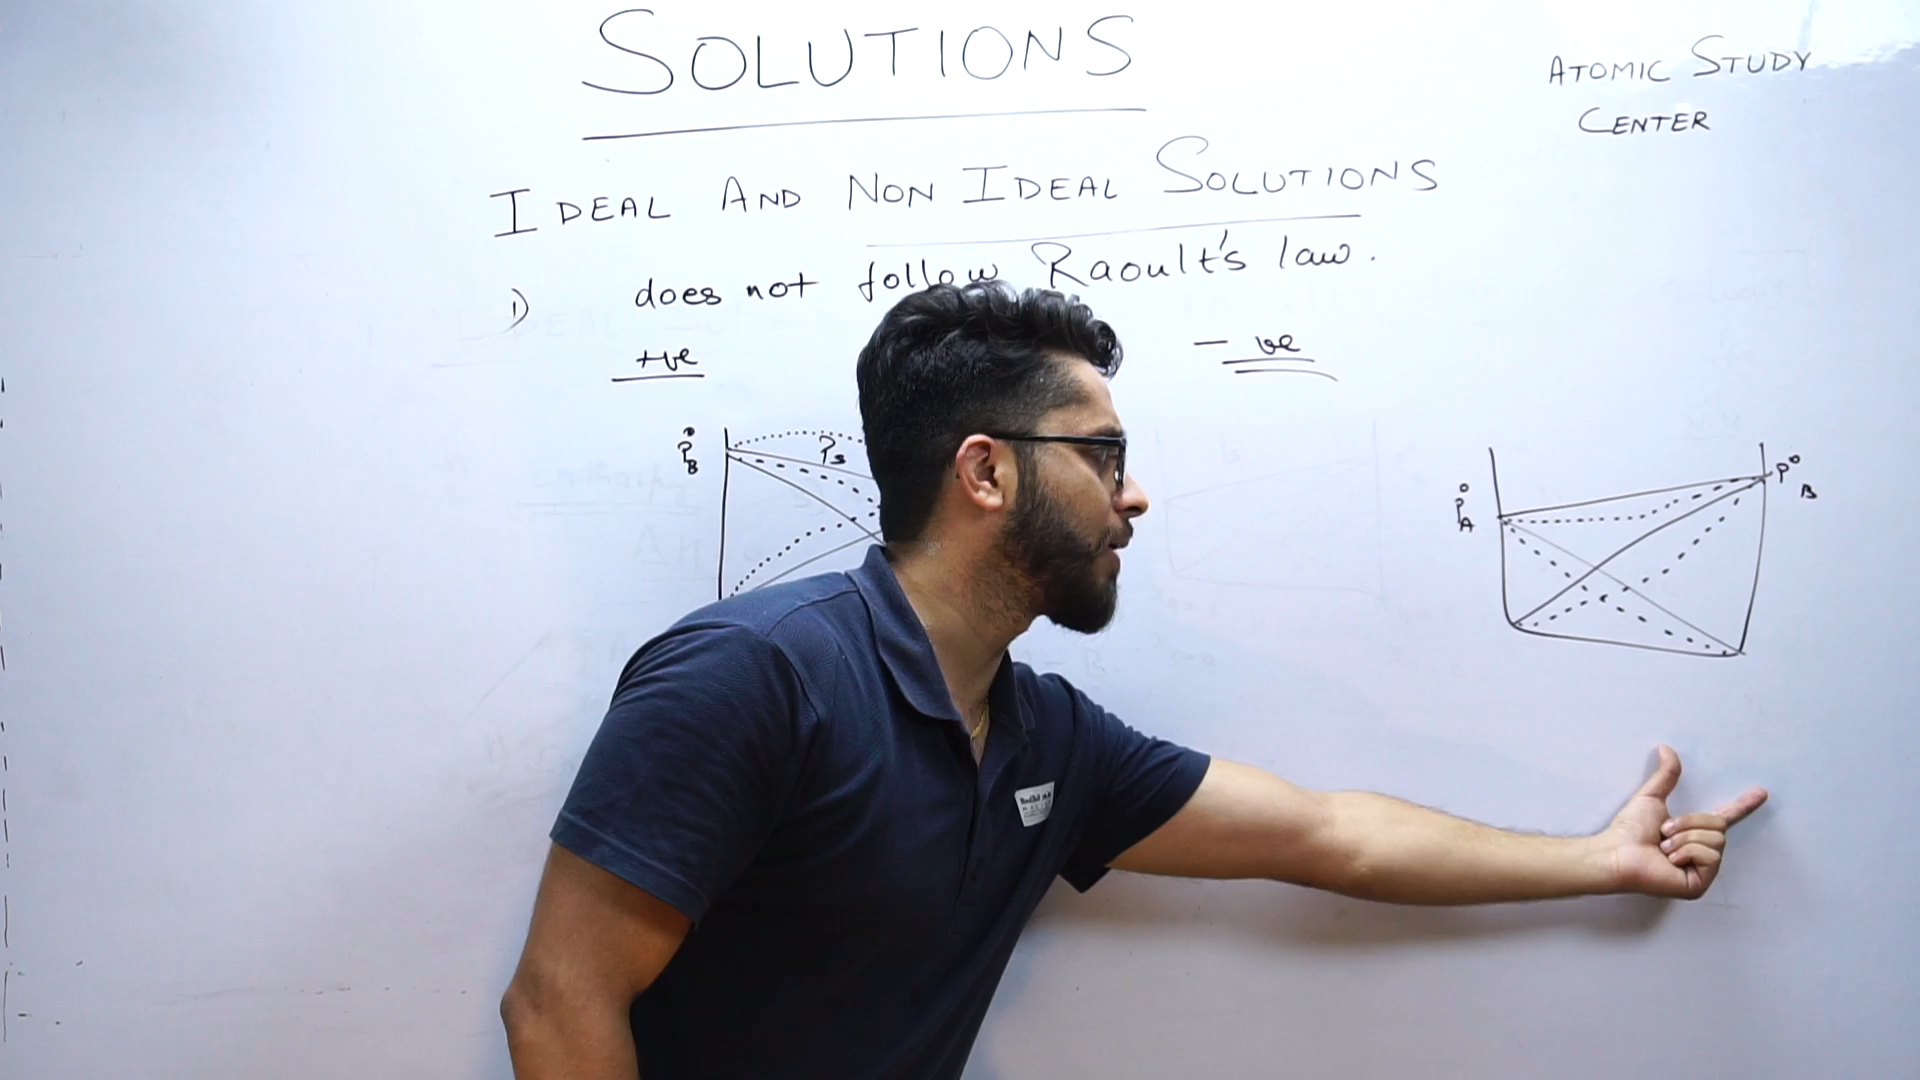 SOLUTIONS
ATOMIC STUDY
CENTER
IDEAL AND NON IDEAL SOLUTIONS
1) does not follow Raoult's law.
+ve
- ve
P°B
Ps
P°A
P°B